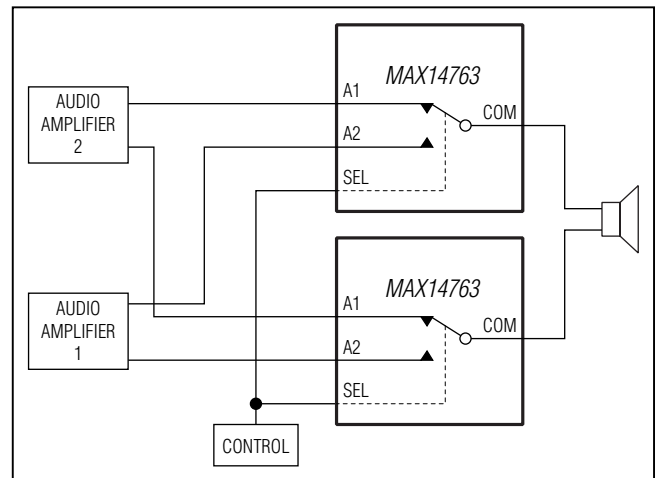 MAX14763
AUDIO
AMPLIFIER
2
A1
COM
A2
SEL
MAX14763
AUDIO
AMPLIFIER
1
A1
COM
A2
SEL
CONTROL